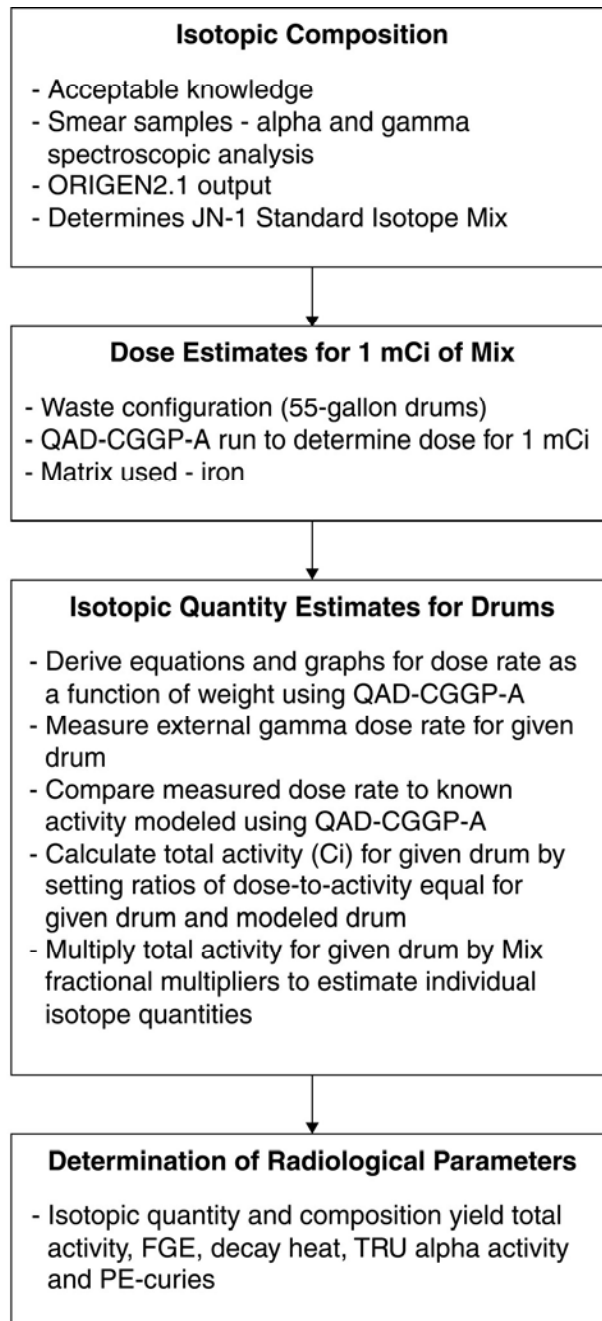 Isotopic Composition
- Acceptable knowledge
- Smear samples - alpha and gamma
spectroscopic analysis
- ORIGEN2.1 output
- Determines JN-1 Standard Isotope Mix
Dose Estimates for 1 mCi of Mix
- Waste configuration (55-gallon drums)
- QAD-CGGP-A run to determine dose for 1 mCi
- Matrix used - iron
Isotopic Quantity Estimates for Drums
- Derive equations and graphs for dose rate as
a function of weight using QAD-CGGP-A
- Measure external gamma dose rate for given
drum
- Compare measured dose rate to known
activity modeled using QAD-CGGP-A
- Calculate total activity (Ci) for given drum by
setting ratios of dose-to-activity equal for
given drum and modeled drum
- Multiply total activity for given drum by Mix
fractional multipliers to estimate individual
isotope quantities
Determination of Radiological Parameters
- Isotopic quantity and composition yield total
activity, FGE, decay heat, TRU alpha activity
and PE-curies